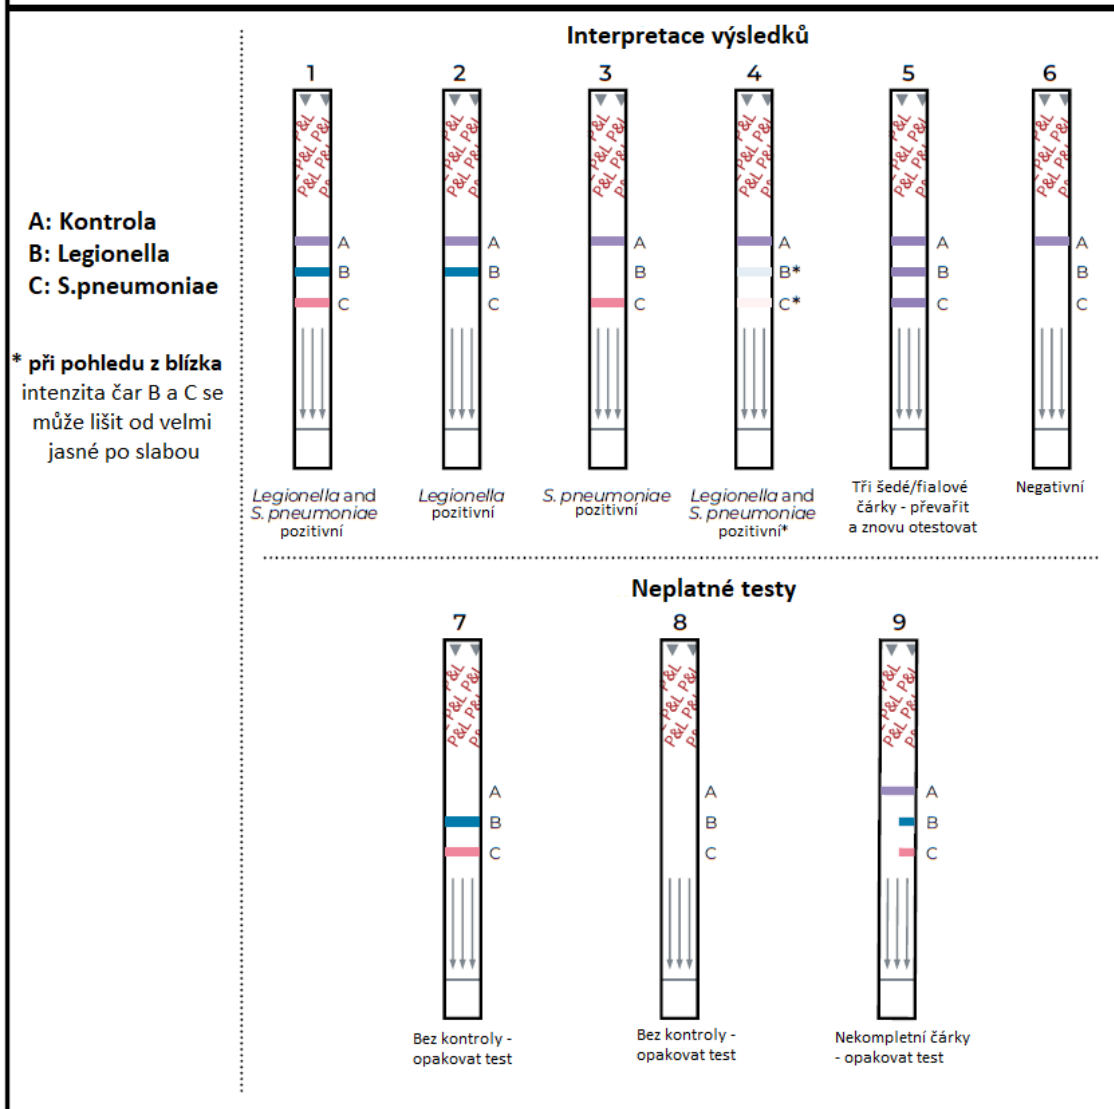 Interpretace výsledků
A: Kontrola
B: Legionella
C: S.pneumoniae
* při pohledu z blízka
intenzita čar B a C se
může lišit od velmi
jasné po slabou
1
P&L P&L P&L P&L P&L
A
B
C
Legionella and
S. pneumoniae
pozitivní
2
P&L P&L P&L P&L P&L
A
B
C
Legionella
pozitivní
3
P&L P&L P&L P&L P&L
A
B
C
S. pneumoniae
pozitivní
4
P&L P&L P&L P&L P&L
A
B*
C*
Legionella and
S. pneumoniae
pozitivní*
5
P&L P&L P&L P&L P&L
A
B
C
Tři šedé/fialové
čárky - převařit
a znovu otestovat
6
P&L P&L P&L P&L P&L
A
B
C
Negativní
Neplatné testy
7
P&L P&L P&L P&L P&L
A
B
C
Bez kontroly -
opakovat test
8
P&L P&L P&L P&L P&L
A
B
C
Bez kontroly -
opakovat test
9
P&L P&L P&L P&L P&L
A
B
C
Nekompletní čárky
- opakovat test